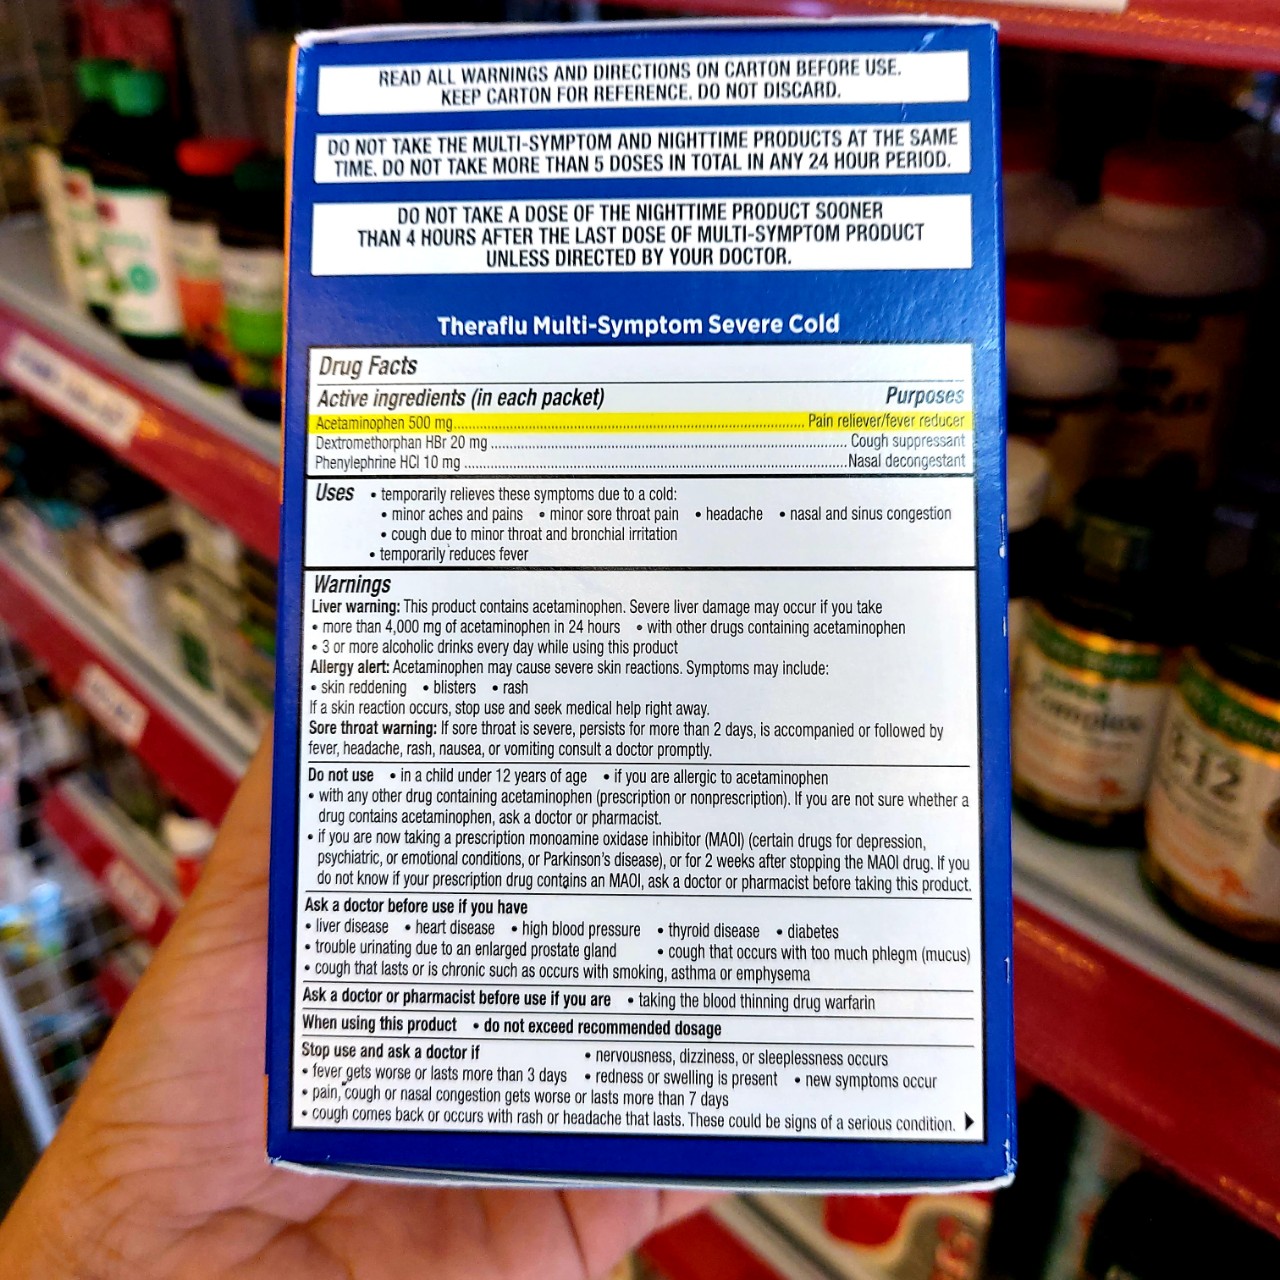 READ ALL WARNINGS AND DIRECTIONS ON CARTON BEFORE USE.
KEEP CARTON FOR REFERENCE. DO NOT DISCARD.
DO NOT TAKE THE MULTI-SYMPTOM AND NIGHTTIME PRODUCTS AT THE SAME
TIME. DO NOT TAKE MORE THAN 5 DOSES IN TOTAL IN ANY 24 HOUR PERIOD.
DO NOT TAKE A DOSE OF THE NIGHTTIME PRODUCT SOONER
THAN 4 HOURS AFTER THE LAST DOSE OF MULTI-SYMPTOM PRODUCT
UNLESS DIRECTED BY YOUR DOCTOR.
Theraflu Multi-Symptom Severe Cold
Drug Facts
Active ingredients (in each packet) Purposes
Acetaminophen 500 mg Pain reliever/fever reducer
Dextromethorphan HBr 20 mg Cough suppressant
Phenylephrine HCl 10 mg Nasal decongestant
Uses • temporarily relieves these symptoms due to a cold:
• minor aches and pains • minor sore throat pain • headache • nasal and sinus congestion
• cough due to minor throat and bronchial irritation
• temporarily reduces fever
Warnings
Liver warning: This product contains acetaminophen. Severe liver damage may occur if you take
• more than 4,000 mg of acetaminophen in 24 hours • with other drugs containing acetaminophen
• 3 or more alcoholic drinks every day while using this product
Allergy alert: Acetaminophen may cause severe skin reactions. Symptoms may include:
• skin reddening • blisters • rash
If a skin reaction occurs, stop use and seek medical help right away.
Sore throat warning: If sore throat is severe, persists for more than 2 days, is accompanied or followed by
fever, headache, rash, nausea, or vomiting consult a doctor promptly.
Do not use • in a child under 12 years of age • if you are allergic to acetaminophen
• with any other drug containing acetaminophen (prescription or nonprescription). If you are not sure whether a
drug contains acetaminophen, ask a doctor or pharmacist.
• if you are now taking a prescription monoamine oxidase inhibitor (MAOI) (certain drugs for depression,
psychiatric, or emotional conditions, or Parkinson's disease), or for 2 weeks after stopping the MAOI drug. If you
do not know if your prescription drug contains an MAOI, ask a doctor or pharmacist before taking this product.
Ask a doctor before use if you have
• liver disease • heart disease • high blood pressure • thyroid disease • diabetes
• trouble urinating due to an enlarged prostate gland • cough that occurs with too much phlegm (mucus)
• cough that lasts or is chronic such as occurs with smoking, asthma or emphysema
Ask a doctor or pharmacist before use if you are • taking the blood thinning drug warfarin
When using this product • do not exceed recommended dosage
Stop use and ask a doctor if • nervousness, dizziness, or sleeplessness occurs
• fever gets worse or lasts more than 3 days • redness or swelling is present • new symptoms occur
• pain, cough or nasal congestion gets worse or lasts more than 7 days
• cough comes back or occurs with rash or headache that lasts. These could be signs of a serious condition.
Complex
B-12